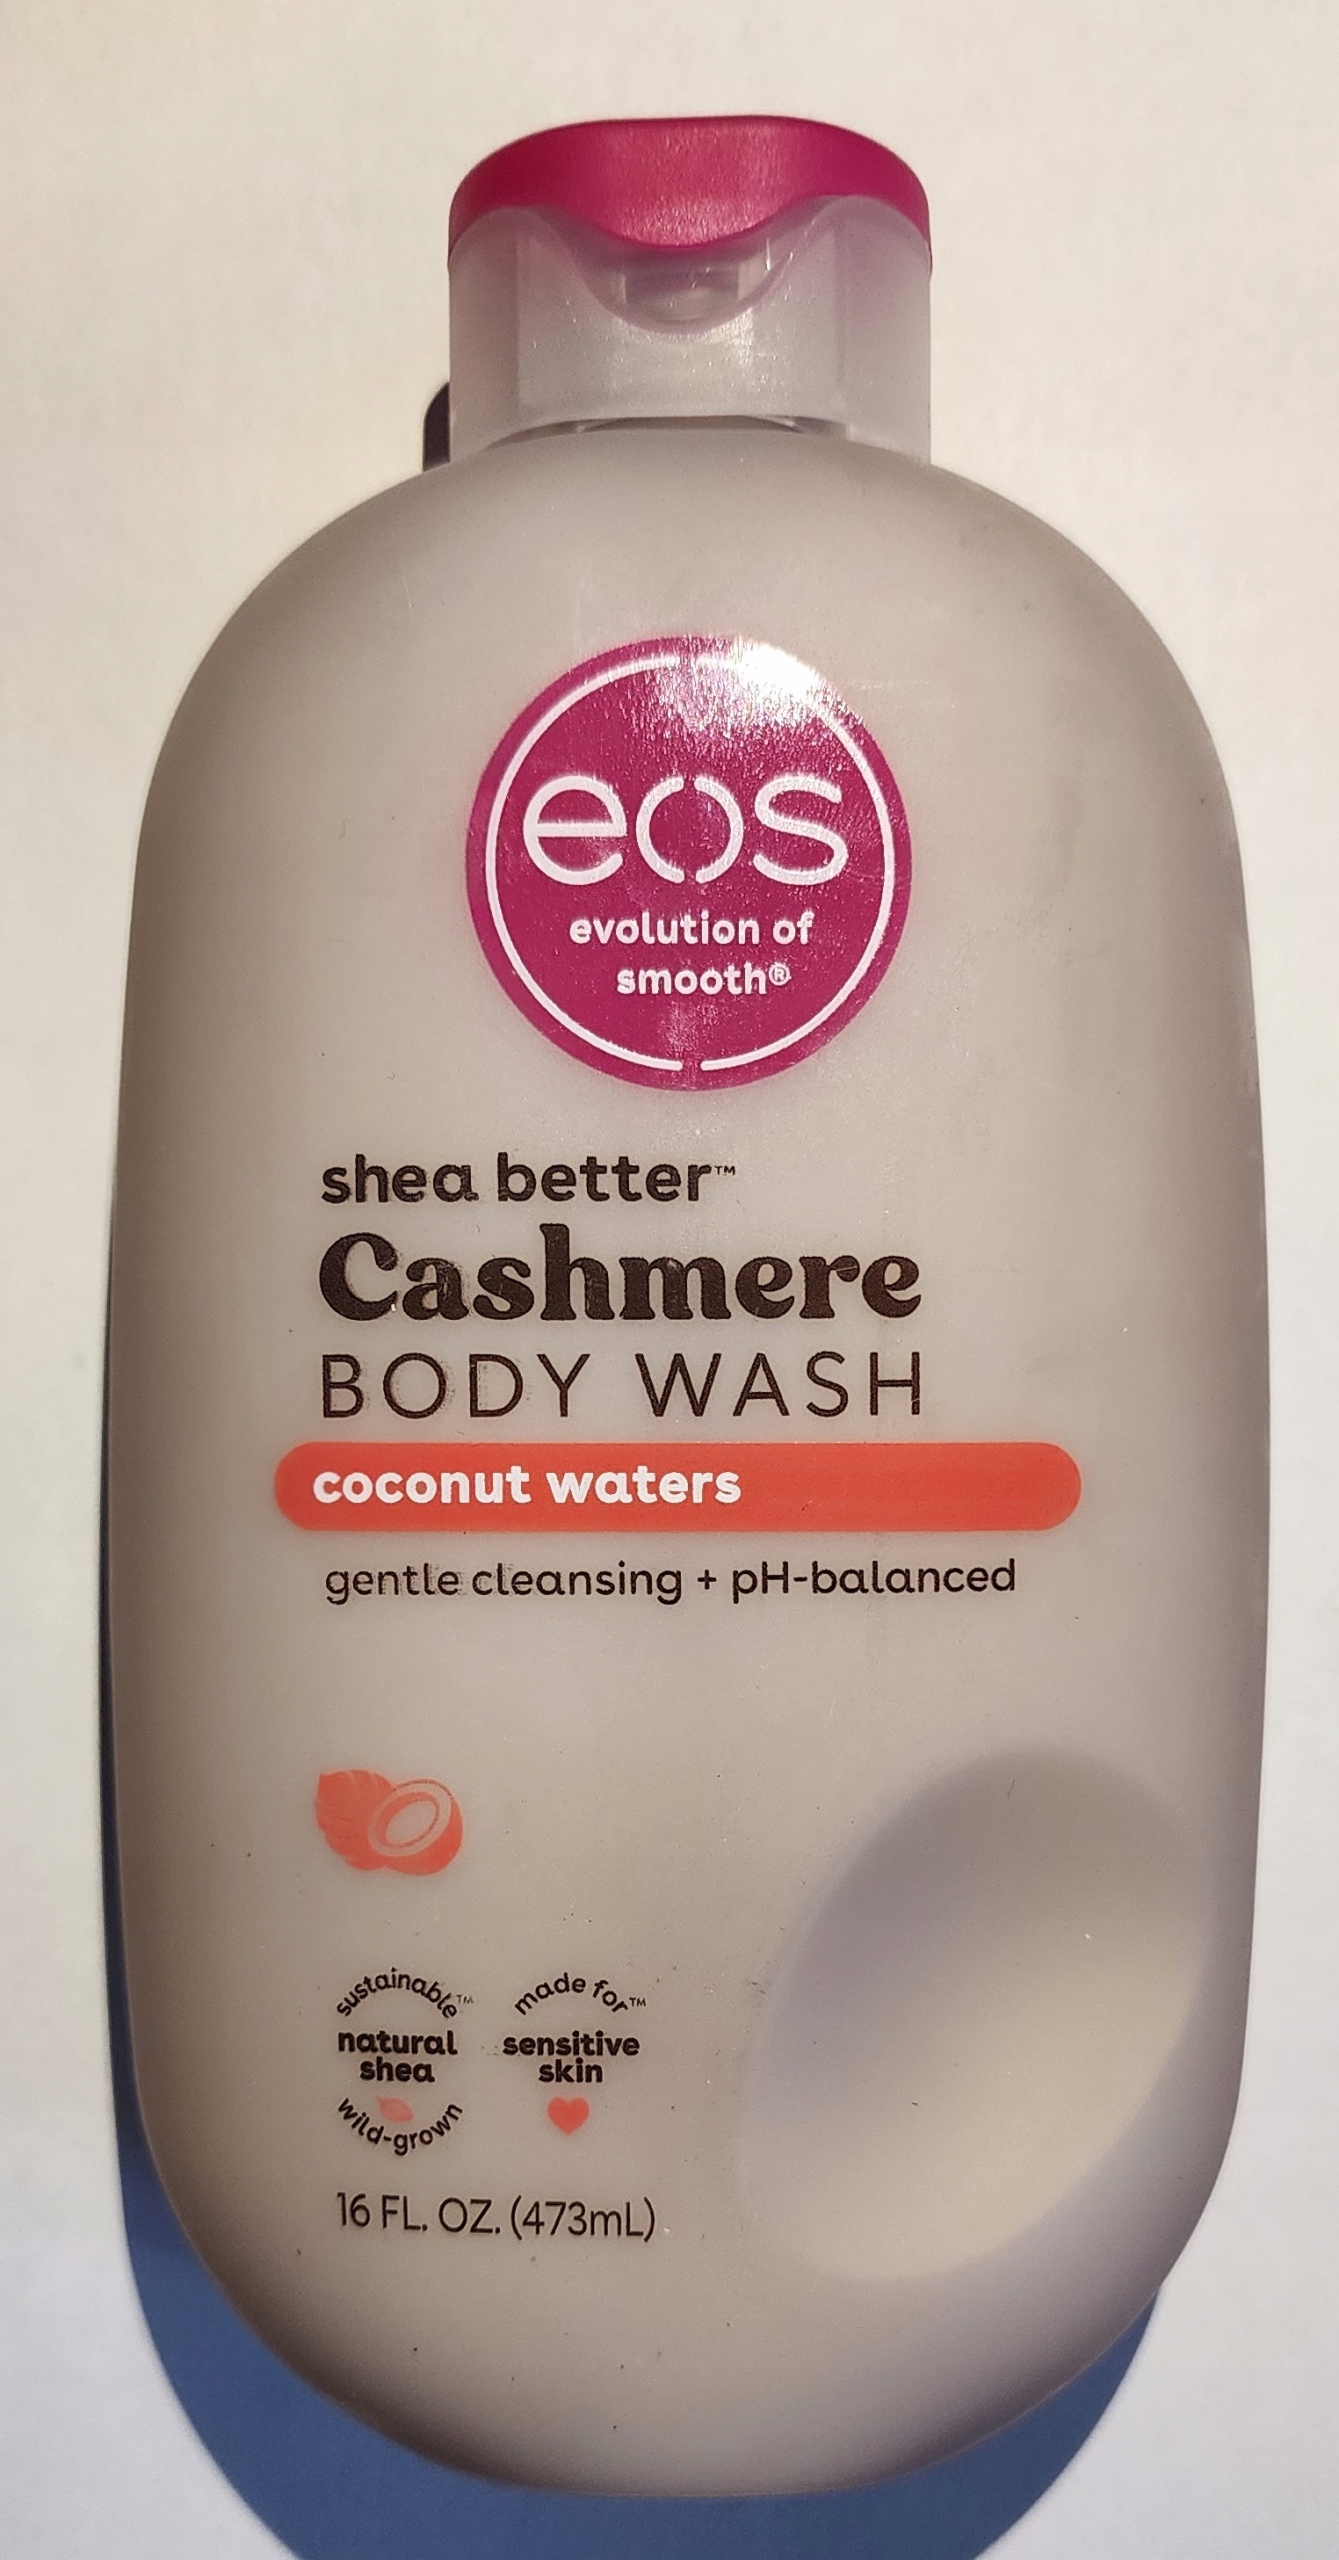 eos
evolution of
smooth®
shea better™
Cashmere
BODY WASH
coconut waters
gentle cleansing + pH-balanced
sustainable™
natural
shea
wild-grown
made for™
sensitive
skin
16 FL. OZ. (473mL)